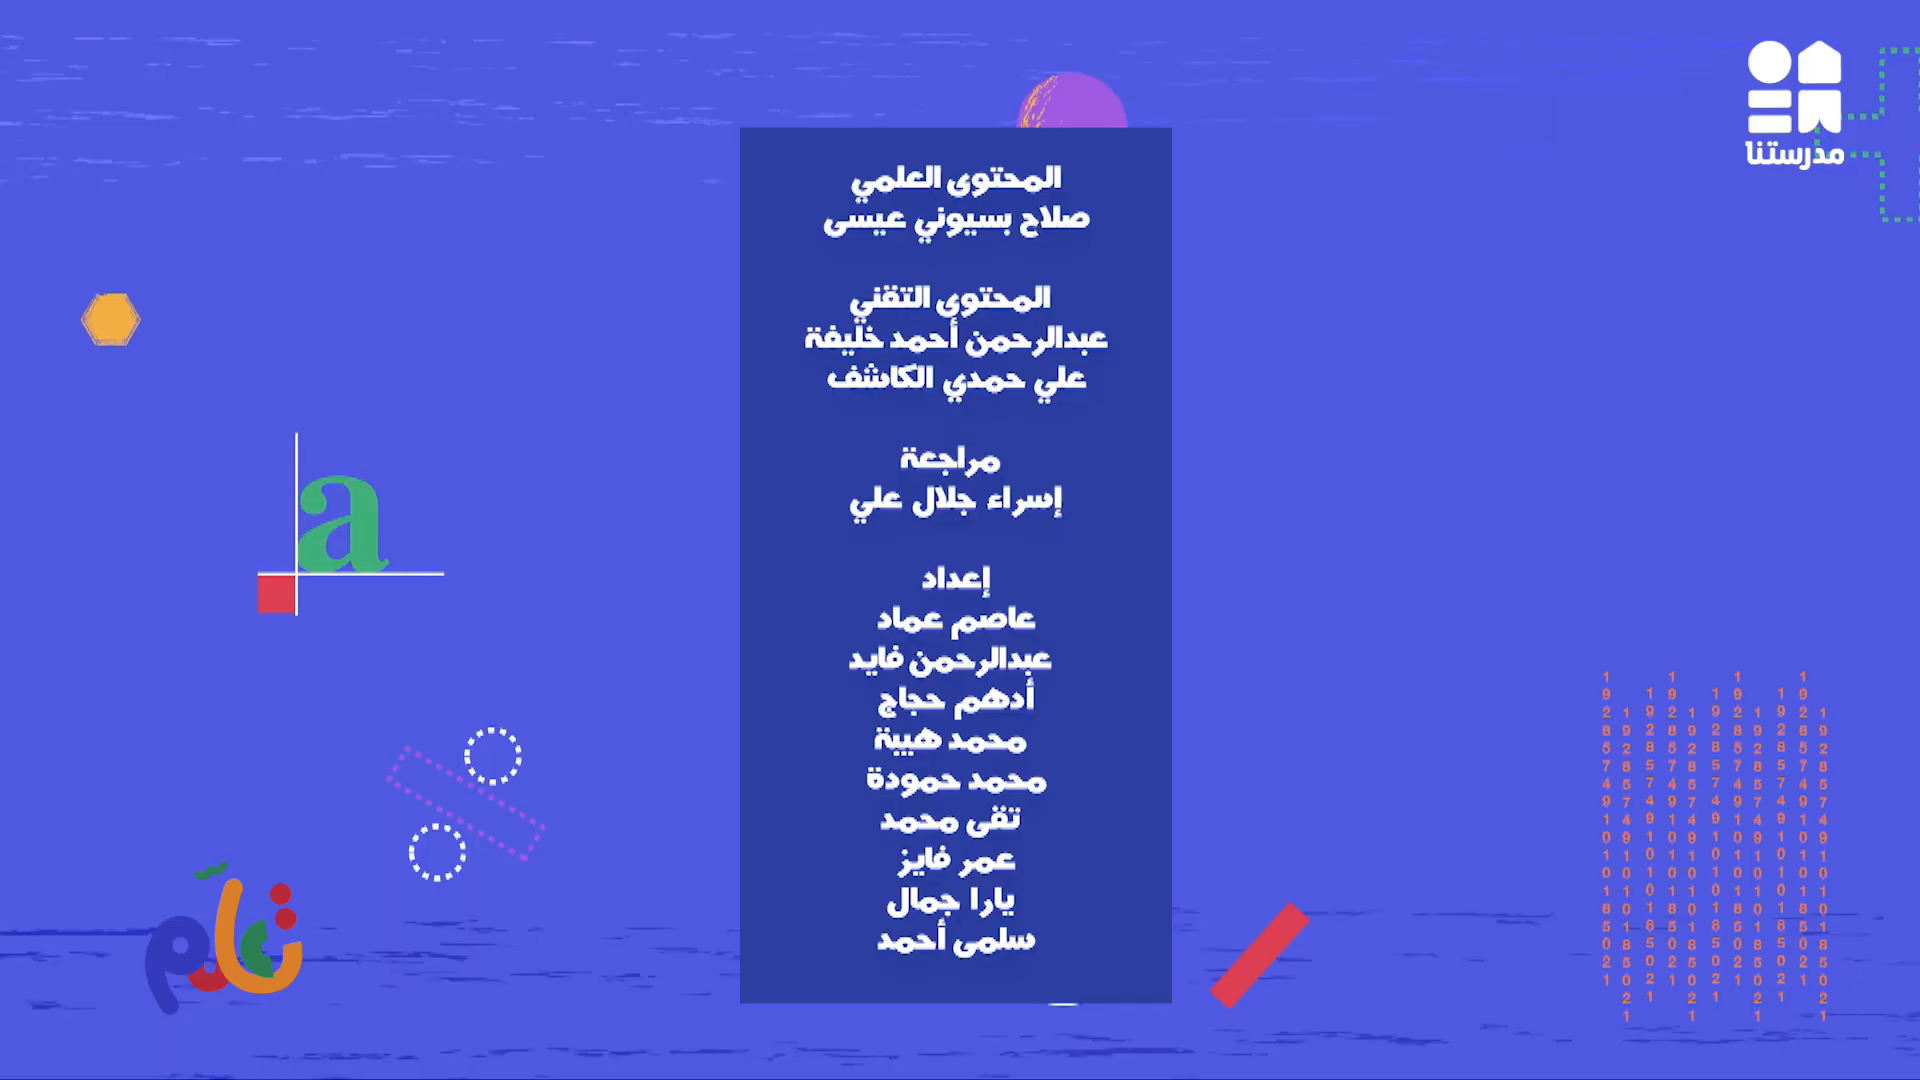 مدرستنا
المحتوى العلمي
صلاح بسيوني عيسى
المحتوى التقني
عبدالرحمن أحمد خليفة
علي حمدي الكاشف
مراجعة
إسراء جلال علي
إعداد
عاصم عماد
عبدالرحمن فايد
أدهم حجاج
محمد هيبة
محمد حمودة
تقى محمد
عمر فايز
يارا جمال
سلمى أحمد
a